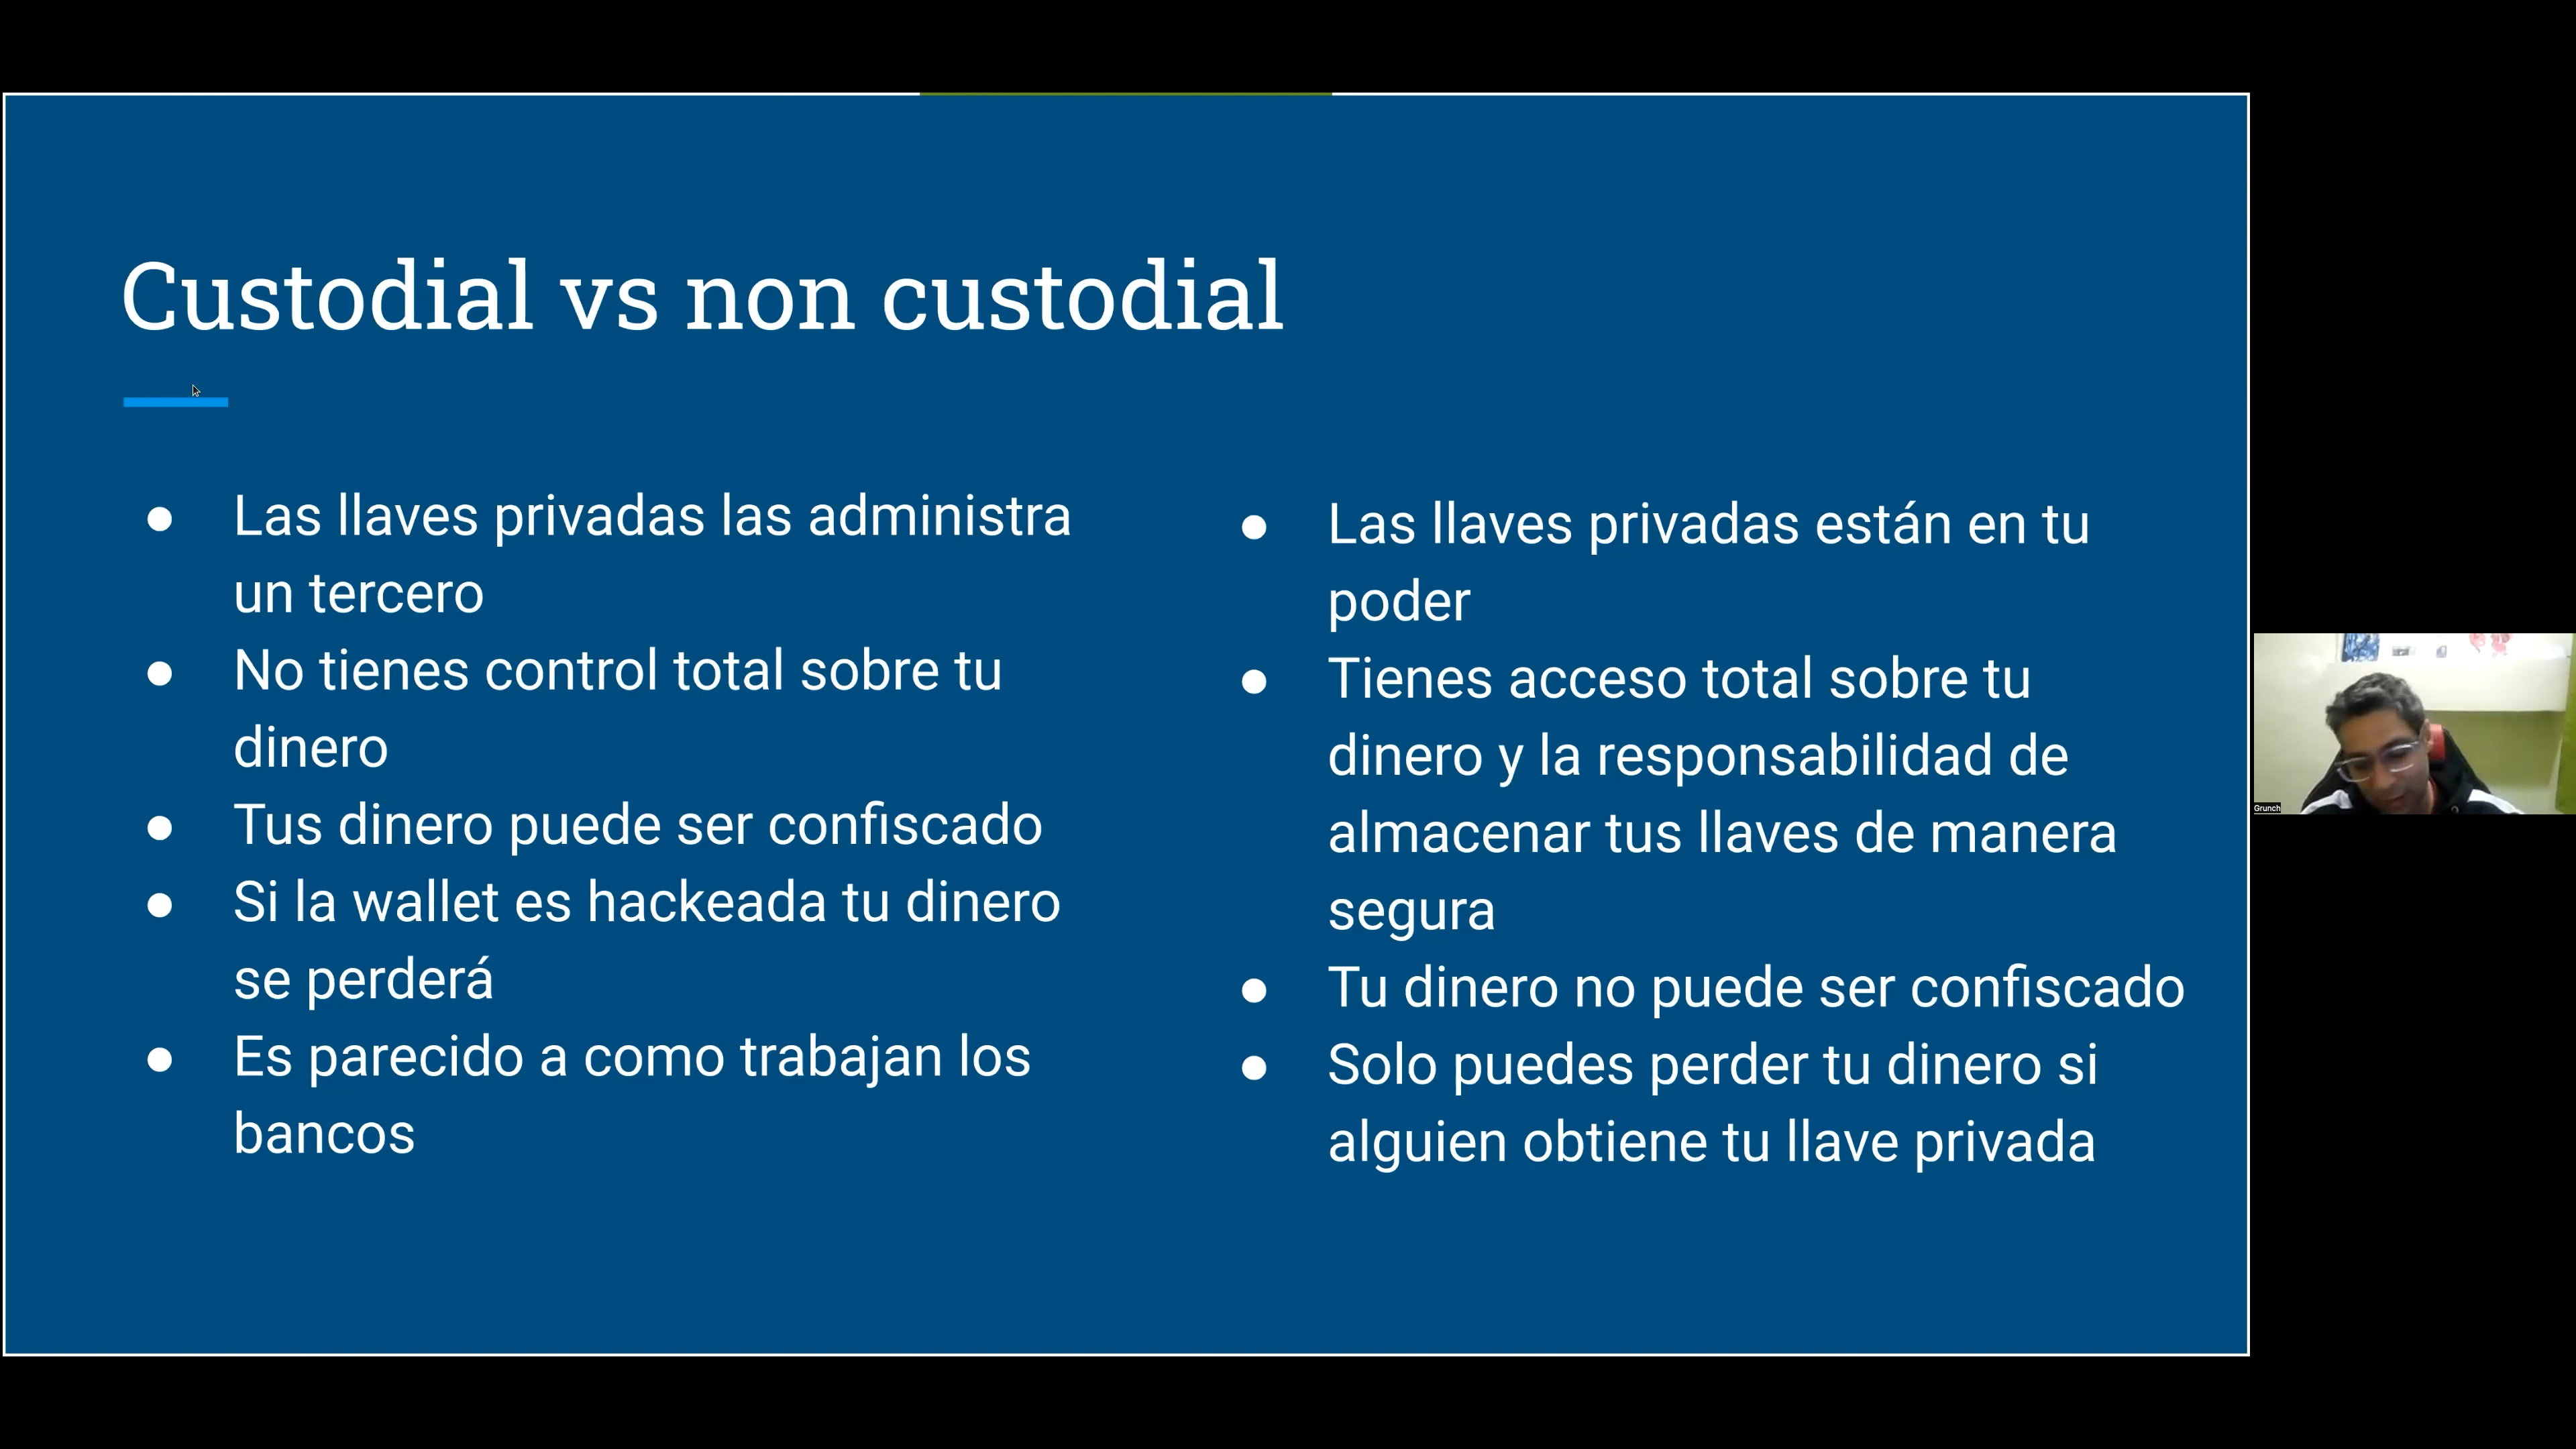 Custodial vs non custodial
● Las llaves privadas las administra
un tercero
● No tienes control total sobre tu
dinero
● Tus dinero puede ser confiscado
● Si la wallet es hackeada tu dinero
se perderá
● Es parecido a como trabajan los
bancos
● Las llaves privadas están en tu
poder
● Tienes acceso total sobre tu
dinero y la responsabilidad de
almacenar tus llaves de manera
segura
● Tu dinero no puede ser confiscado
● Solo puedes perder tu dinero si
alguien obtiene tu llave privada
Grunch